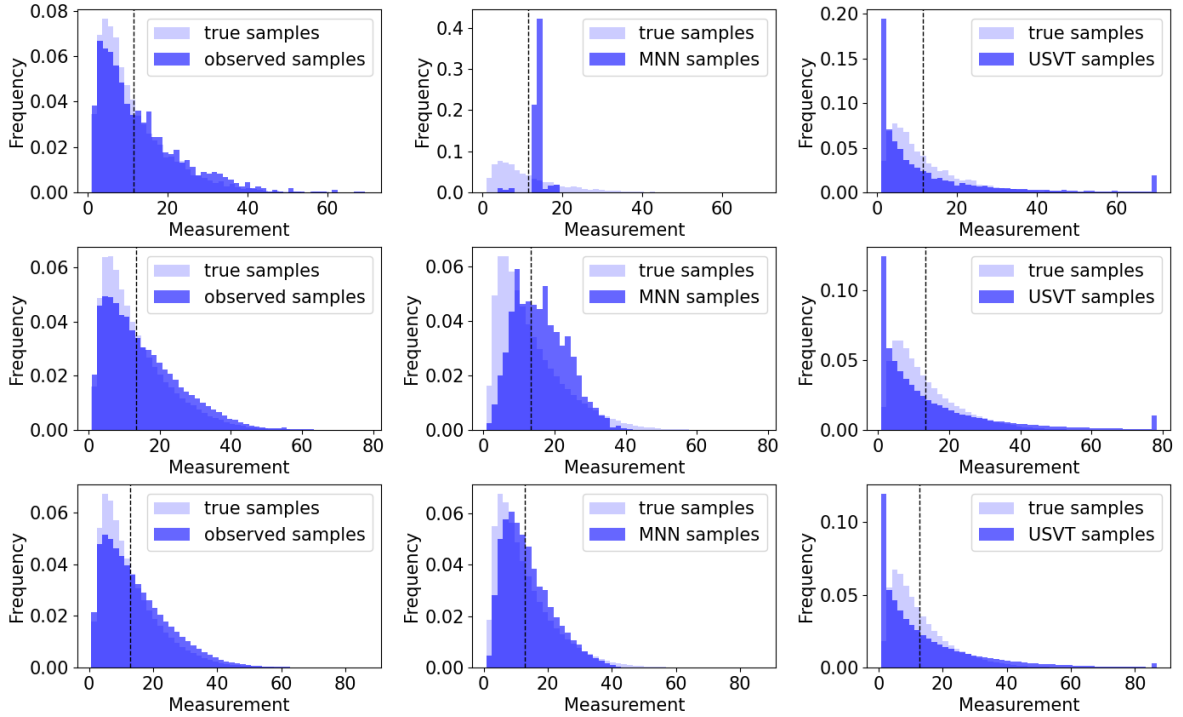 0.08
0.06
0.04
0.02
0.00
Frequency
true samples
observed samples
0 20 40 60
Measurement
0.4
0.3
0.2
0.1
0.0
Frequency
true samples
MNN samples
0 20 40 60
Measurement
0.20
0.15
0.10
0.05
0.00
Frequency
true samples
USVT samples
0 20 40 60
Measurement
0.06
0.04
0.02
0.00
Frequency
true samples
observed samples
0 20 40 60 80
Measurement
0.06
0.04
0.02
0.00
Frequency
true samples
MNN samples
0 20 40 60 80
Measurement
0.10
0.05
0.00
Frequency
true samples
USVT samples
0 20 40 60 80
Measurement
0.06
0.04
0.02
0.00
Frequency
true samples
observed samples
0 20 40 60 80
Measurement
0.06
0.04
0.02
0.00
Frequency
true samples
MNN samples
0 20 40 60 80
Measurement
0.10
0.05
0.00
Frequency
true samples
USVT samples
0 20 40 60 80
Measurement